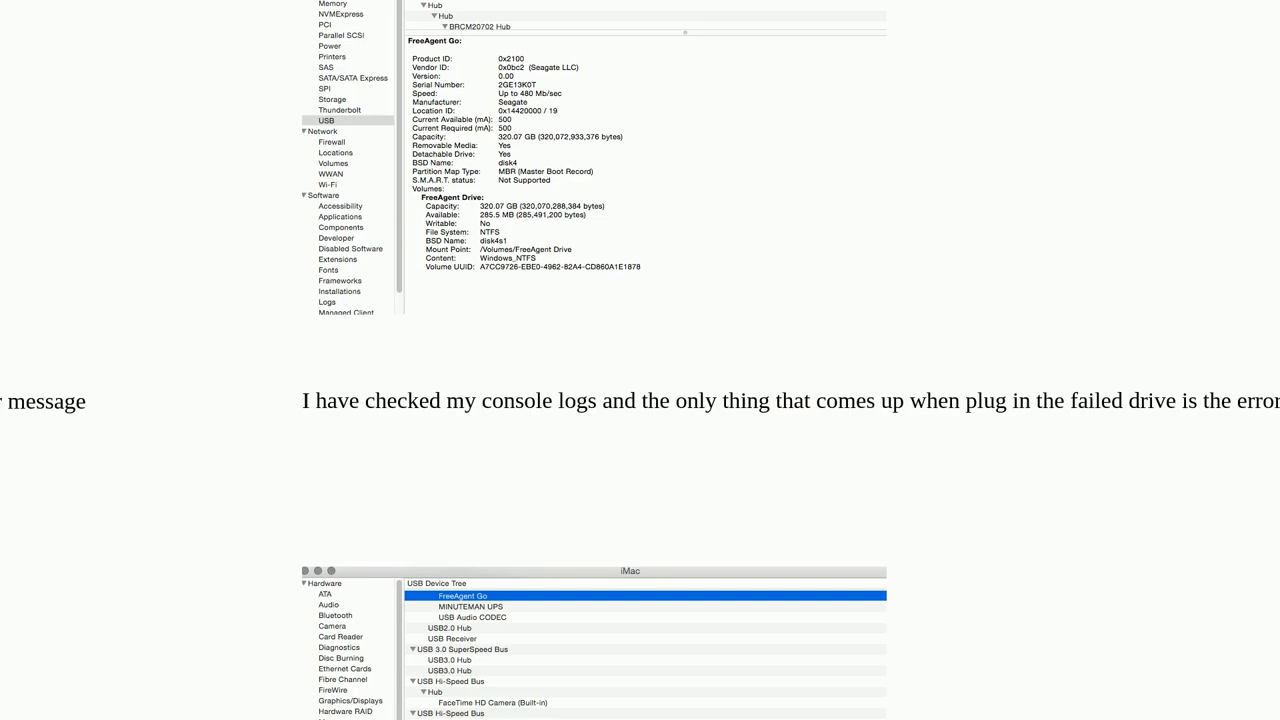 Memory
NVMExpress
PCI
Parallel SCSI
Power
Printers
SAS
SATA/SATA Express
SPI
Storage
Thunderbolt
USB
Network
Firewall
Locations
Volumes
WWAN
Wi-Fi
Software
Accessibility
Applications
Components
Developer
Disabled Software
Extensions
Fonts
Frameworks
Installations
Logs
Managed Client
Hub
Hub
BRCM20702 Hub
FreeAgent Go:
Product ID: 0x2100
Vendor ID: 0x0bc2 (Seagate LLC)
Version: 0.00
Serial Number: 2GE13K0T
Speed: Up to 480 Mb/sec
Manufacturer: Seagate
Location ID: 0x14420000 / 19
Current Available (mA): 500
Current Required (mA): 500
Capacity: 320.07 GB (320,072,933,376 bytes)
Removable Media: Yes
Detachable Drive: Yes
BSD Name: disk4
Partition Map Type: MBR (Master Boot Record)
S.M.A.R.T. status: Not Supported
Volumes:
FreeAgent Drive:
Capacity: 320.07 GB (320,070,288,384 bytes)
Available: 285.5 MB (285,491,200 bytes)
Writable: No
File System: NTFS
BSD Name: disk4s1
Mount Point: /Volumes/FreeAgent Drive
Content: Windows_NTFS
Volume UUID: A7CC9726-EBE0-4962-82A4-CD860A1E1878
message
I have checked my console logs and the only thing that comes up when plug in the failed drive is the error
iMac
Hardware
ATA
Audio
Bluetooth
Camera
Card Reader
Diagnostics
Disc Burning
Ethernet Cards
Fibre Channel
FireWire
Graphics/Displays
Hardware RAID
USB Device Tree
FreeAgent Go
MINUTEMAN UPS
USB Audio CODEC
USB2.0 Hub
USB Receiver
USB 3.0 SuperSpeed Bus
USB3.0 Hub
USB3.0 Hub
USB Hi-Speed Bus
Hub
FaceTime HD Camera (Built-in)
USB Hi-Speed Bus